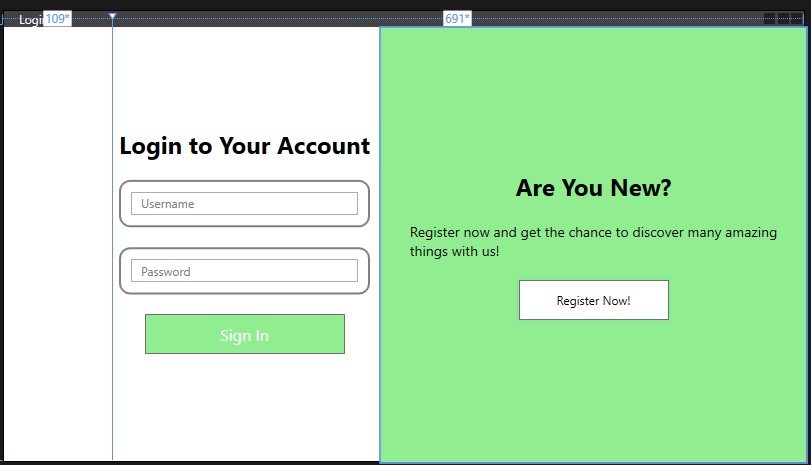 Logi
109*
691*
Login to Your Account
Username
Password
Sign In
Are You New?
Register now and get the chance to discover many amazing
things with us!
Register Now!